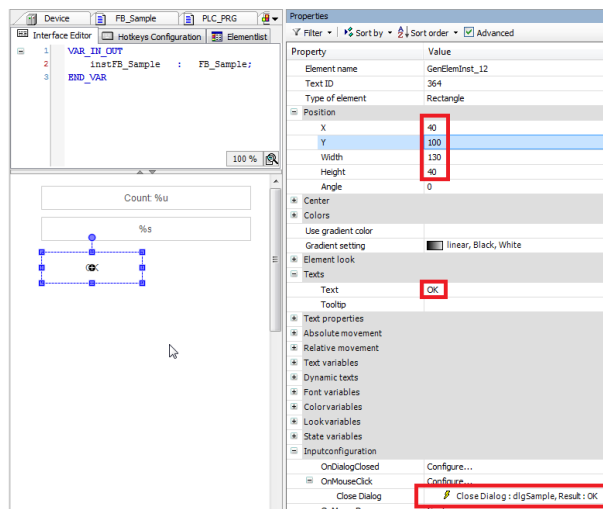 Device FB_Sample PLC_PRG
Interface Editor Hotkeys Configuration Elementlist
1 VAR_IN_OUT
2 instFB_Sample : FB_Sample;
3 END_VAR
100 %
Count: %u
%s
Properties
Filter Sort by Sort order Advanced
Property Value
Element name GenElemInst_12
Text ID 364
Type of element Rectangle
Position
X 40
Y 100
Width 130
Height 40
Angle 0
Center
Colors
Use gradient color
Gradient setting linear, Black, White
Element look
Texts
Text OK
Tooltip
Text properties
Absolute movement
Relative movement
Text variables
Dynamic texts
Font variables
Colorvariables
Lookvariables
State variables
Inputconfiguration
OnDialogClosed Configure...
OnMouseClick Configure...
Close Dialog Close Dialog : dlgSample, Result : OK